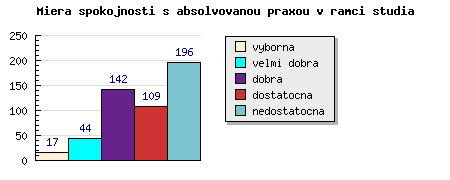 Miera spokojnosti s absolvovanou praxou v ramci studia
250
200
150
100
50
0
17
44
142
109
196
vyborna
velmi dobra
dobra
dostatocna
nedostatocna